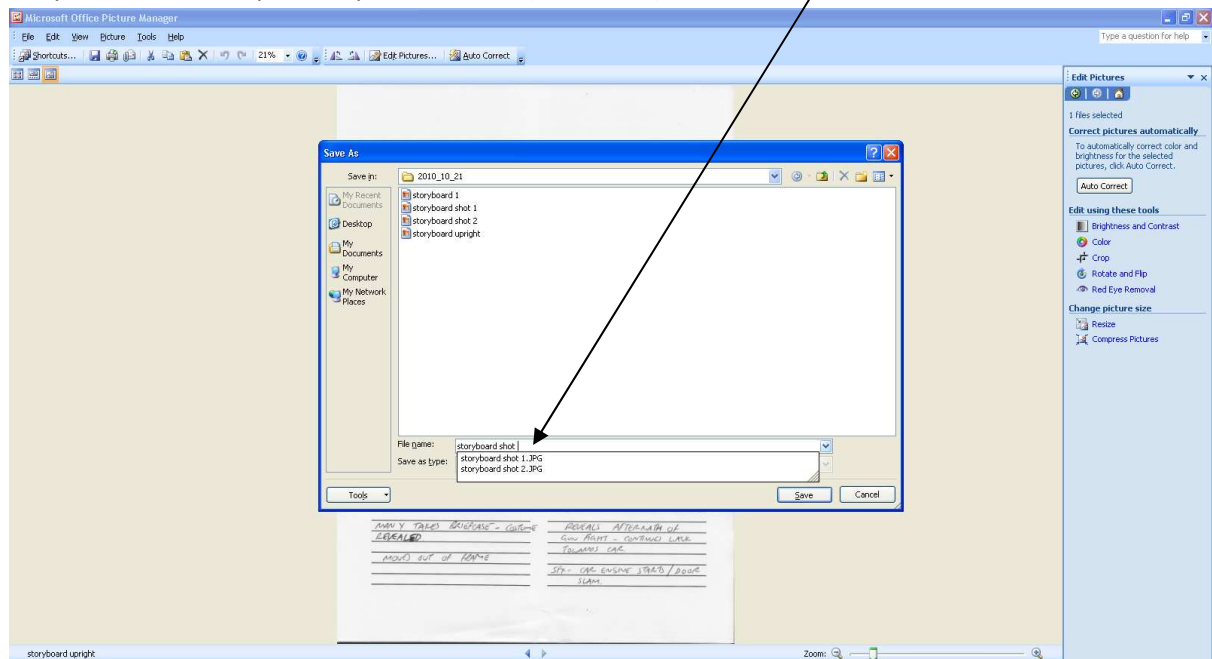 Microsoft Office Picture Manager
File Edit View Picture Tools Help
Type a question for help
Shortcuts... 21% Edit Pictures... Auto Correct
Edit Pictures
1 files selected
Correct pictures automatically
To automatically correct color and
brightness for the selected
pictures, click Auto Correct.
Auto Correct
Edit using these tools
Brightness and Contrast
Color
Crop
Rotate and Flip
Red Eye Removal
Change picture size
Resize
Compress Pictures
Save As
Save in: 2010_10_21
My Recent
Documents
Desktop
My
Documents
My
Computer
My Network
Places
storyboard 1
storyboard shot 1
storyboard shot 2
storyboard upright
File name: storyboard shot
Save as type:
storyboard shot 1.JPG
storyboard shot 2.JPG
Tools Save Cancel
MAN Y TAKES BRIEFCASE - COSTUME
REVEALED
MOVES OUT OF FRAME
REVEALS AFTERMATH OF
GUN FIGHT - CONTINUES WALK
TOWARDS CAR
SFX - CAR ENGINE STARTS / DOOR
SLAM
storyboard upright
Zoom: